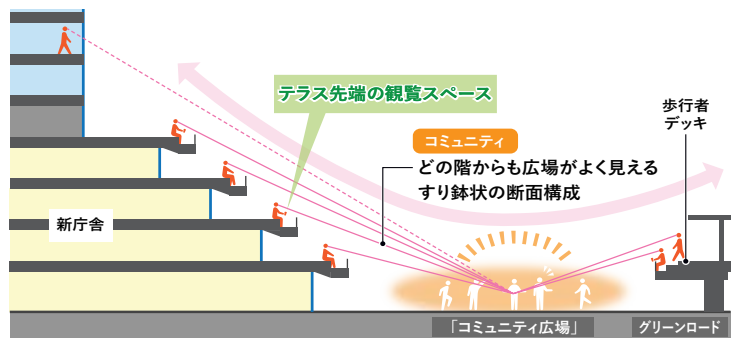 テラス先端の観覧スペース
コミュニティ
どの階からも広場がよく見える
すり鉢状の断面構成
歩行者
デッキ
新庁舎
「コミュニティ広場」
グリーンロード